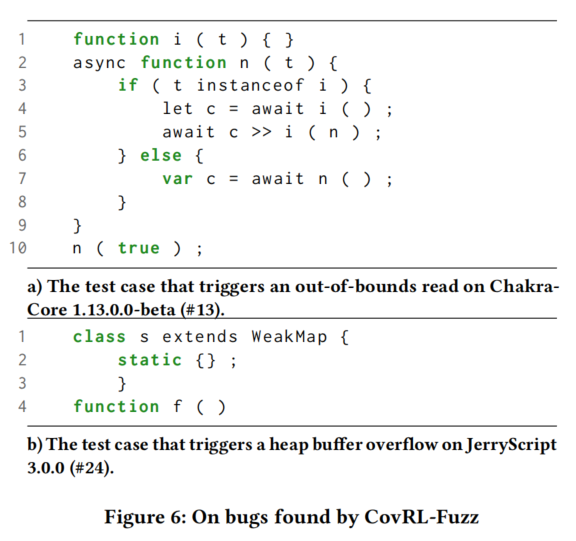 1 function i ( t ) { }
2 async function n ( t ) {
3 if ( t instanceof i ) {
4 let c = await i ( ) ;
5 await c >> i ( n ) ;
6 } else {
7 var c = await n ( ) ;
8 }
9 }
10 n ( true ) ;
a) The test case that triggers an out-of-bounds read on Chakra-
Core 1.13.0.0-beta (#13).
1 class s extends WeakMap {
2 static {} ;
3 }
4 function f ( )
b) The test case that triggers a heap buffer overflow on JerryScript
3.0.0 (#24).
Figure 6: On bugs found by CovRL-Fuzz